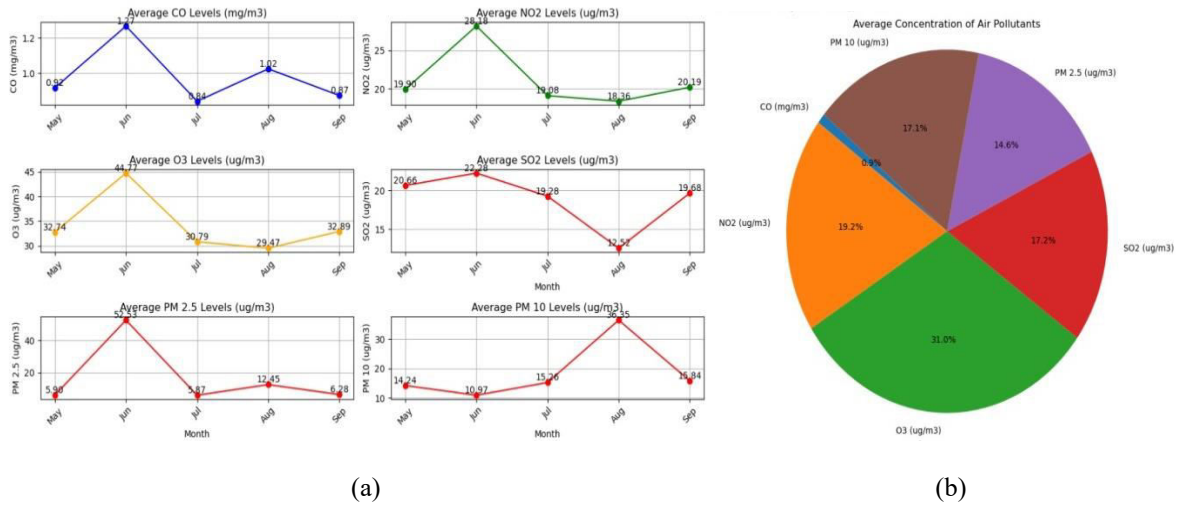 Average CO Levels (mg/m3)
CO (mg/m3)
1.2
1.0
0.92
1.27
0.84
1.02
0.87
May
Jun
Jul
Aug
Sep
Average NO2 Levels (ug/m3)
NO2 (ug/m3)
25
20
19.90
28.18
19.08
18.36
20.19
May
Jun
Jul
Aug
Sep
Average O3 Levels (ug/m3)
O3 (ug/m3)
45
40
35
30
32.74
44.77
30.79
29.47
32.89
May
Jun
Jul
Aug
Sep
Average SO2 Levels (ug/m3)
SO2 (ug/m3)
20
15
20.66
22.28
19.28
12.52
19.68
May
Jun
Jul
Aug
Sep
Month
Average PM 2.5 Levels (ug/m3)
PM 2.5 (ug/m3)
40
20
5.90
52.53
5.87
12.45
6.28
May
Jun
Jul
Aug
Sep
Month
Average PM 10 Levels (ug/m3)
PM 10 (ug/m3)
30
20
10
14.24
10.97
15.26
36.35
15.84
May
Jun
Jul
Aug
Sep
Month
(a)
Average Concentration of Air Pollutants
PM 10 (ug/m3)
PM 2.5 (ug/m3)
CO (mg/m3)
17.1%
14.6%
0.9%
NO2 (ug/m3)
19.2%
17.2%
SO2 (ug/m3)
31.0%
O3 (ug/m3)
(b)